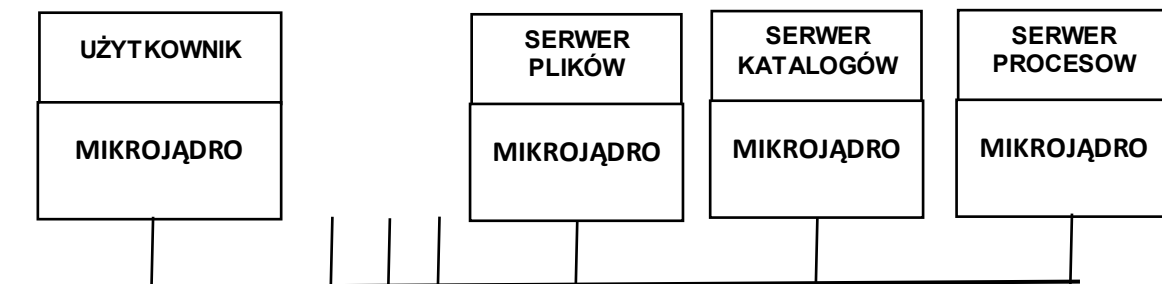 UŻYTKOWNIK
MIKROJĄDRO
SERWER
PLIKÓW
MIKROJĄDRO
SERWER
KATALOGÓW
MIKROJĄDRO
SERWER
PROCESOW
MIKROJĄDRO